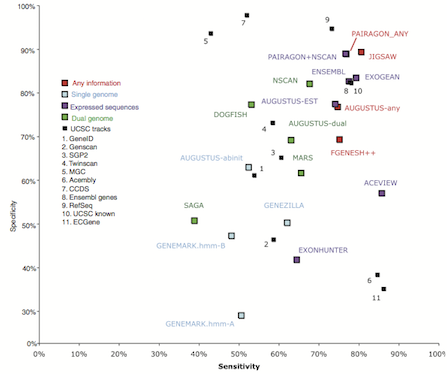 100%
90%
80%
70%
60%
50%
40%
30%
20%
Specificity
0%
10%
20%
30%
40%
50%
60%
70%
80%
90%
100%
Sensitivity
Any information
Single genome
Expressed sequences
Dual genome
UCSC tracks
1. GeneID
2. Genscan
3. SGP2
4. Twinscan
5. MGC
6. Acembly
7. CCDS
8. Ensembl genes
9. RefSeq
10. UCSC known
11. ECGene
7
9
5
PAIRAGON_ANY
PAIRAGON+NSCAN
JIGSAW
ENSEMBL
EXOGEAN
NSCAN
8
10
AUGUSTUS-EST
AUGUSTUS-any
DOGFISH
AUGUSTUS-dual
4
FGENESH++
3
AUGUSTUS-abinit
1
MARS
ACEVIEW
SAGA
GENEZILLA
GENEMARK.hmm-B
2
EXONHUNTER
6
11
GENEMARK.hmm-A